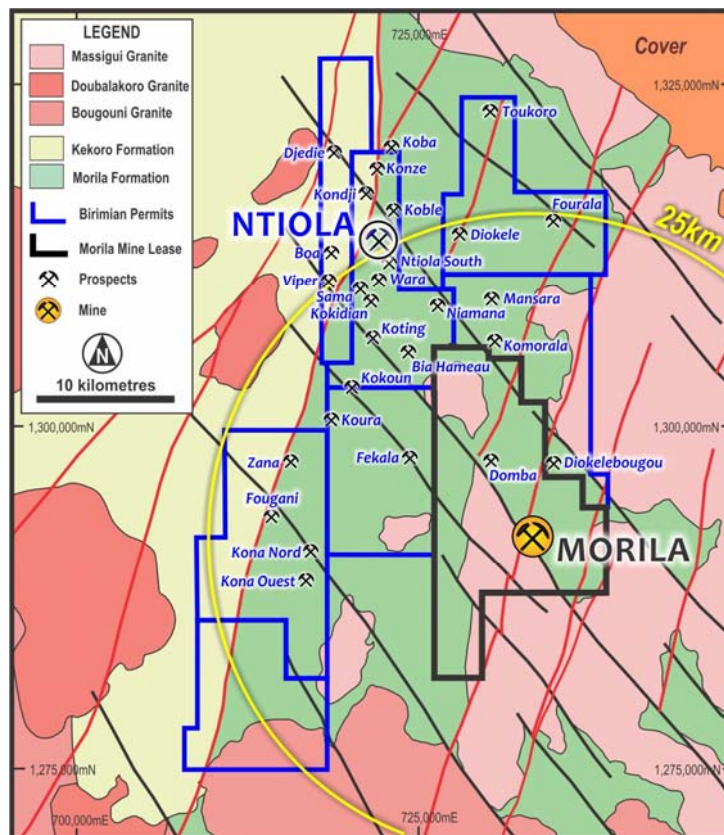 LEGEND
Massigui Granite
Doubalakoro Granite
Bougouni Granite
Kekoro Formation
Morila Formation
Birimian Permits
Morila Mine Lease
Prospects
Mine
N
10 kilometres
725,000mE
Cover
1,325,000mN
Toukoro
Koba
Djedie
Konze
Kondji
Koble
Fourala
NTIOLA
25km
Diokele
Boa
Ntiola South
Viper
Wara
Sama
Kokidian
Niamana
Mansara
Koting
Komorala
Bia Hameau
Kokoun
1,300,000mN
Koura
1,300,000mN
Zana
Fekala
Domba
Diokelebougou
Fougani
Kona Nord
MORILA
Kona Ouest
1,275,000mN
1,275,000mN
700,000mE
725,000mE